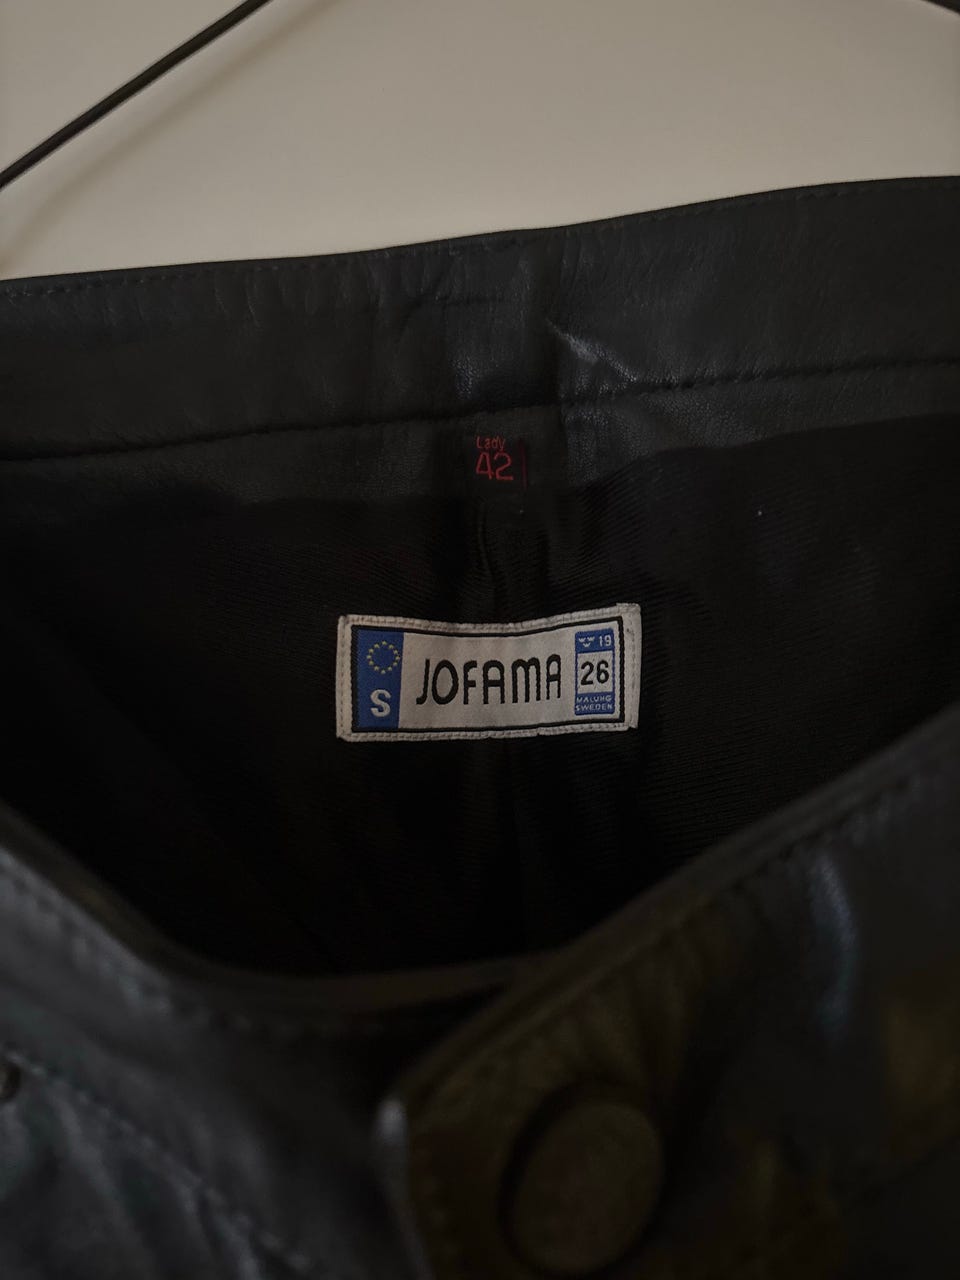 Lady
42
S
JOFAMA
19
26
MALUNG
SWEDEN